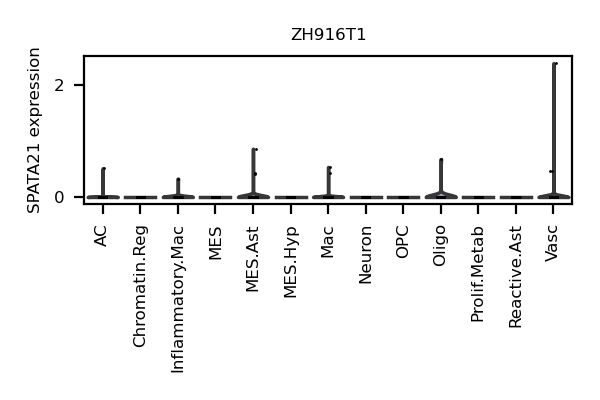 ZH916T1
SPATA21 expression
2
0
AC
Chromatin.Reg
Inflammatory.Mac
MES
MES.Ast
MES.Hyp
Mac
Neuron
OPC
Oligo
Prolif.Metab
Reactive.Ast
Vasc